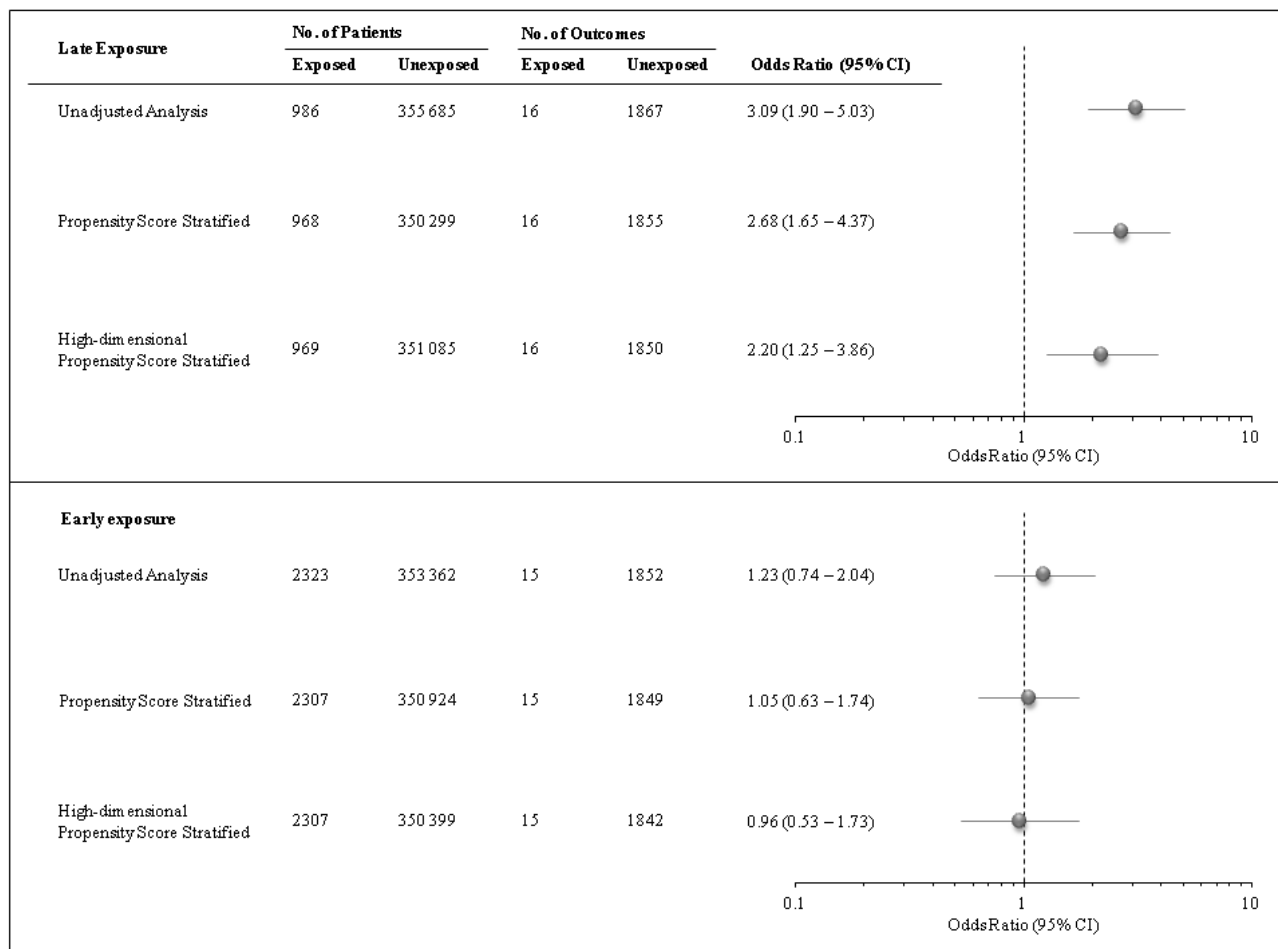 Late Exposure No. of Patients No. of Outcomes
Exposed Unexposed Exposed Unexposed Odds Ratio (95% CI)
Unadjusted Analysis 986 355 685 16 1867 3.09 (1.90 – 5.03)
Propensity Score Stratified 968 350 299 16 1855 2.68 (1.65 – 4.37)
High-dimensional
Propensity Score Stratified 969 351 085 16 1850 2.20 (1.25 – 3.86)
0.1 1 10
Odds Ratio (95% CI)
Early exposure
Unadjusted Analysis 2323 353 362 15 1852 1.23 (0.74 – 2.04)
Propensity Score Stratified 2307 350 924 15 1849 1.05 (0.63 – 1.74)
High-dimensional
Propensity Score Stratified 2307 350 399 15 1842 0.96 (0.53 – 1.73)
0.1 1 10
Odds Ratio (95% CI)